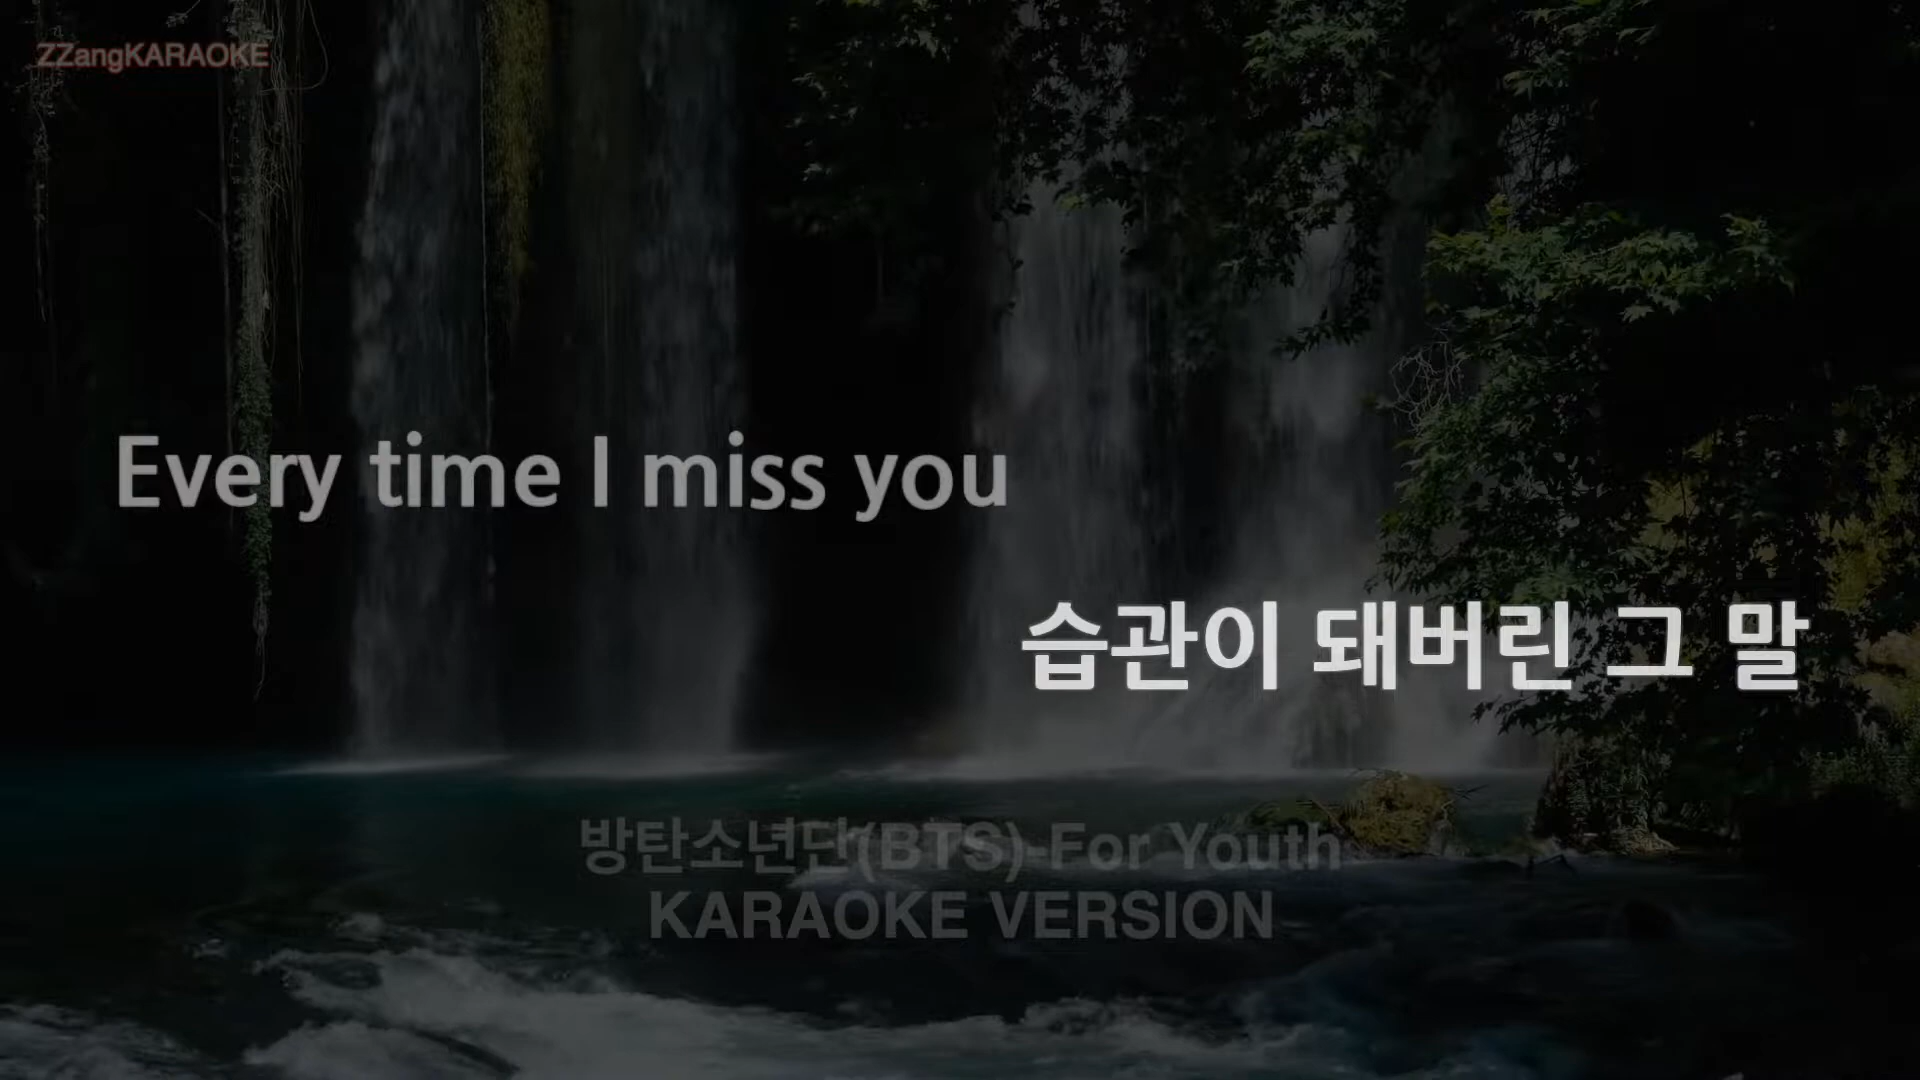 ZZangKARAOKE
Every time I miss you
습관이 돼버린 그 말
방탄소년단(BTS)-For Youth
KARAOKE VERSION